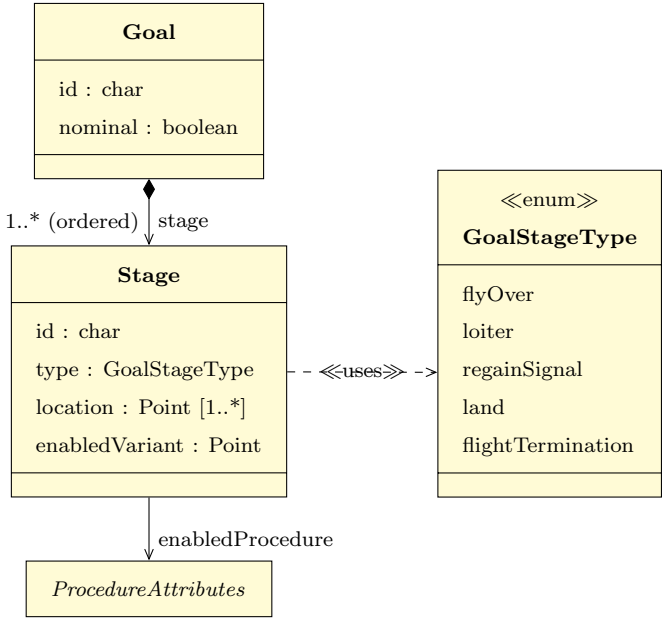 Goal
id : char
nominal : boolean
1..* (ordered) stage
Stage
id : char
type : GoalStageType
location : Point [1..*]
enabledVariant : Point
≪uses≫
≪enum≫
GoalStageType
flyOver
loiter
regainSignal
land
flightTermination
enabledProcedure
ProcedureAttributes